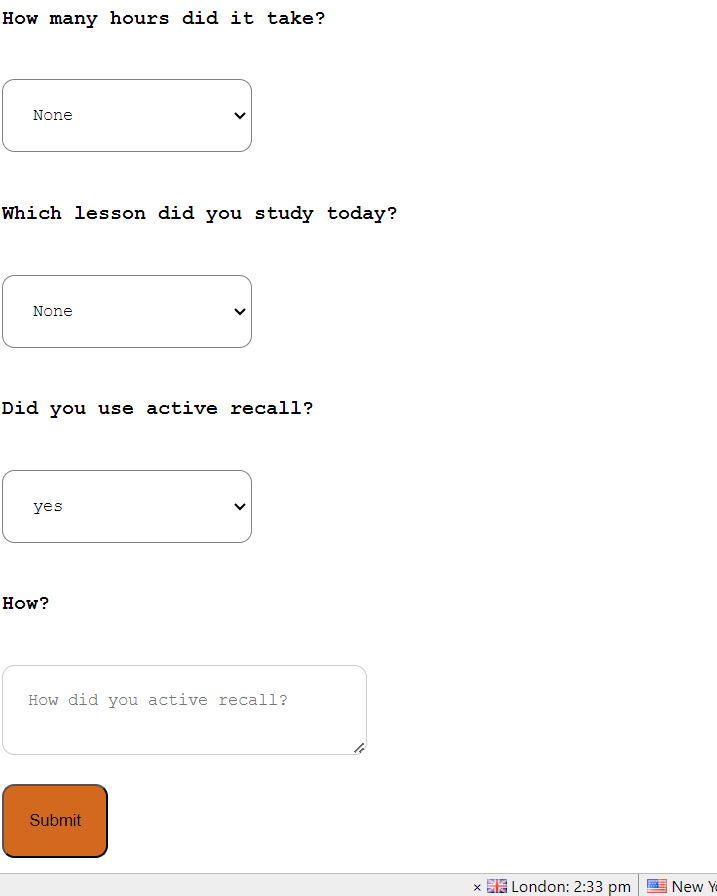 How many hours did it take?
None
Which lesson did you study today?
None
Did you use active recall?
yes
How?
How did you active recall?
Submit
× London: 2:33 pm New